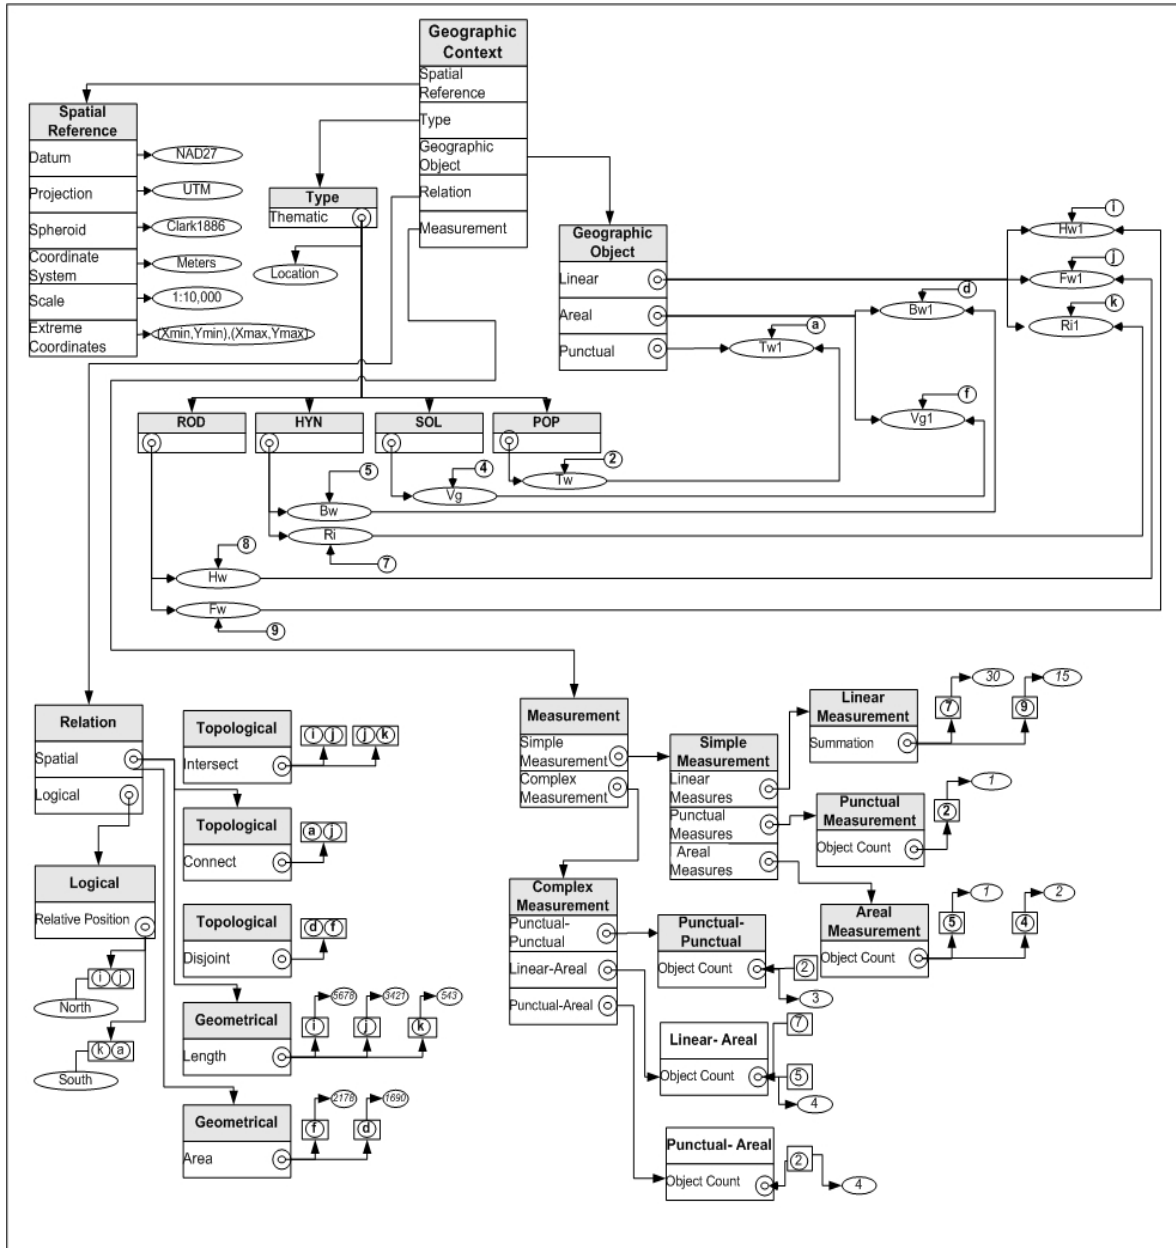 Geographic
Context
Spatial
Reference
Type
Geographic
Object
Relation
Measurement
Spatial
Reference
Datum
NAD27
Projection
UTM
Spheroid
Clark1886
Coordinate
System
Meters
Scale
1:10,000
Extreme
Coordinates
(Xmin,Ymin),(Xmax,Ymax)
Type
Thematic
Location
Geographic
Object
Linear
Areal
Punctual
i
Hw1
j
Fw1
k
Ri1
d
Bw1
a
Tw1
f
Vg1
ROD
HYN
SOL
POP
2
Tw
4
Vg
5
Bw
Ri
7
8
Hw
Fw
9
Relation
Spatial
Logical
Logical
Relative Position
i j
North
k a
South
Topological
Intersect
i j
j k
Topological
Connect
a j
Topological
Disjoint
d f
Geometrical
Length
5678
3421
543
i
j
k
Geometrical
Area
2178
1690
f
d
Measurement
Simple
Measurement
Complex
Measurement
Simple
Measurement
Linear
Measures
Punctual
Measures
Areal
Measures
Linear
Measurement
Summation
30
15
7
9
Punctual
Measurement
Object Count
1
2
Areal
Measurement
Object Count
1
2
5
4
Complex
Measurement
Punctual-
Punctual
Linear-Areal
Punctual-Areal
Punctual-
Punctual
Object Count
2
3
Linear- Areal
Object Count
7
5
4
Punctual- Areal
Object Count
2
4